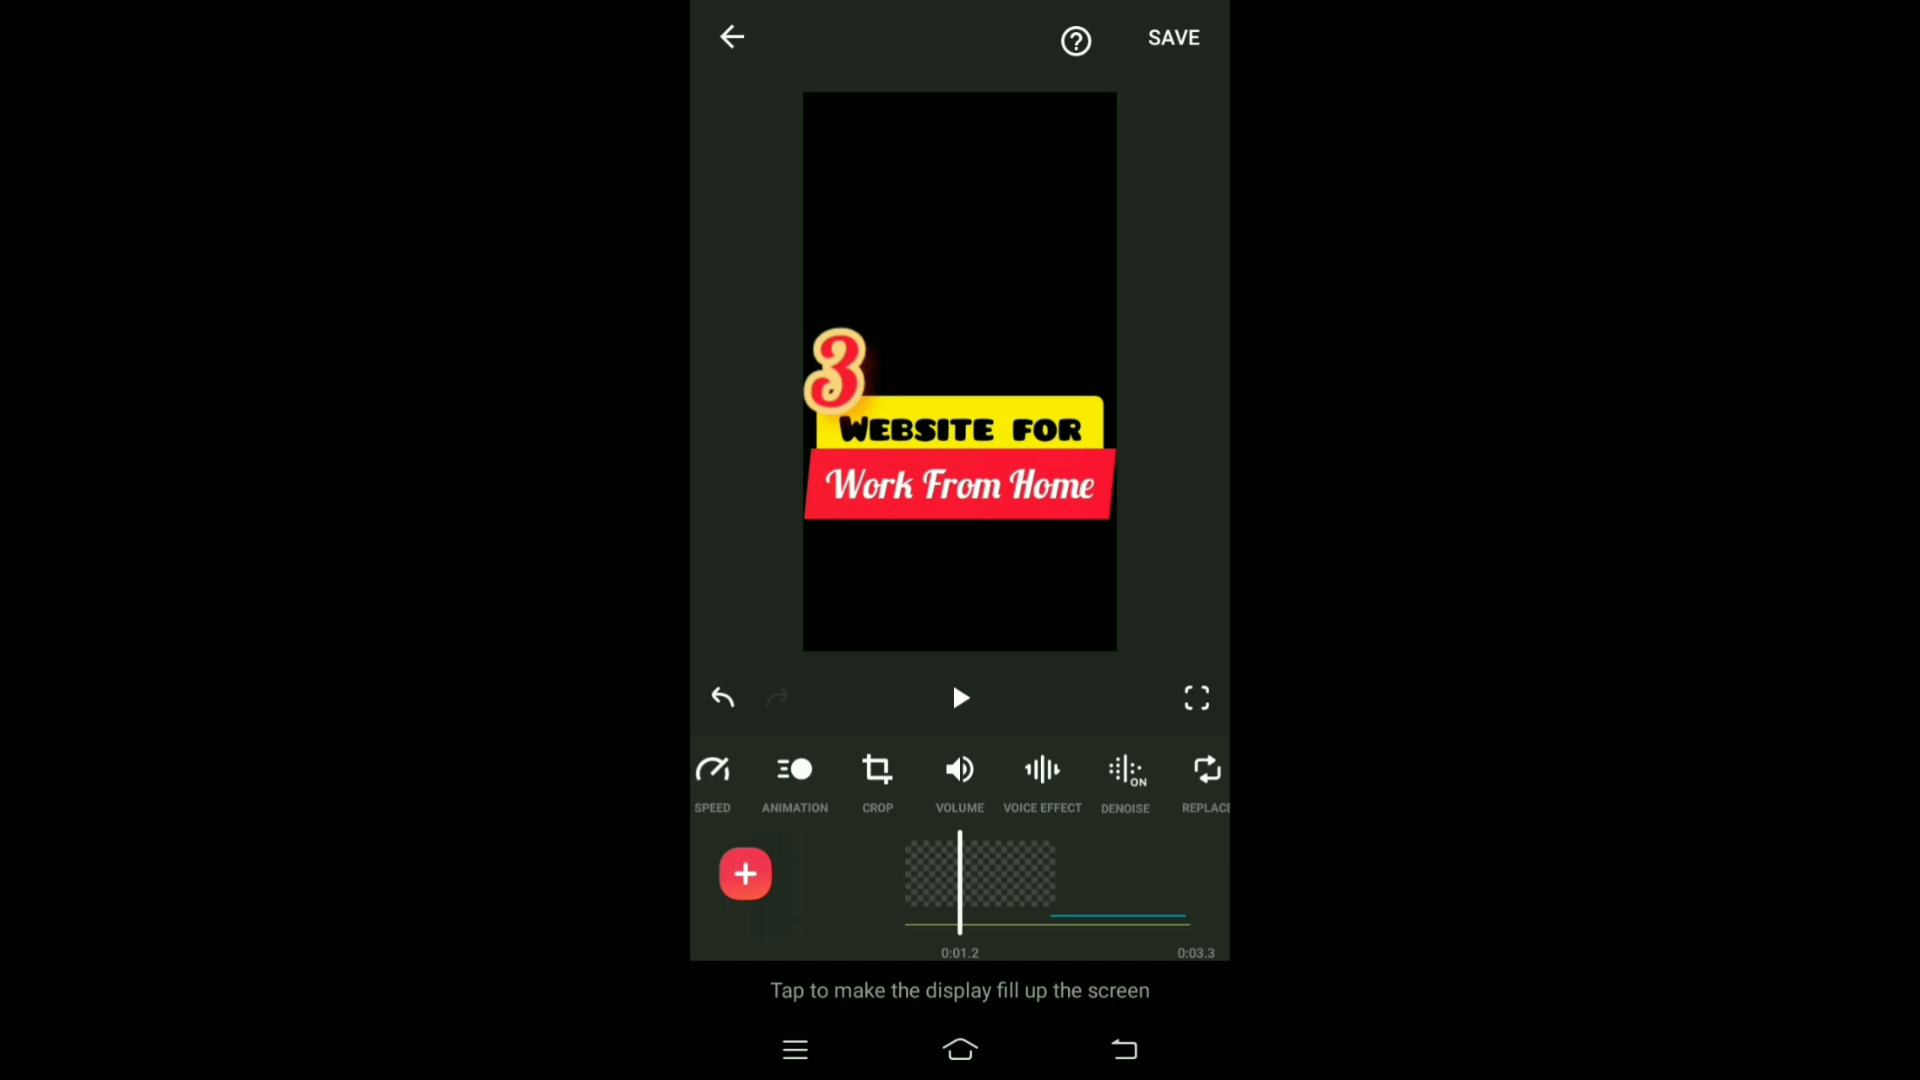 SAVE
3
WEBSITE FOR
Work From Home
SPEED
ANIMATION
CROP
VOLUME
VOICE EFFECT
ON
DENOISE
REPLACE
0:01.2
0:03.3
Tap to make the display fill up the screen